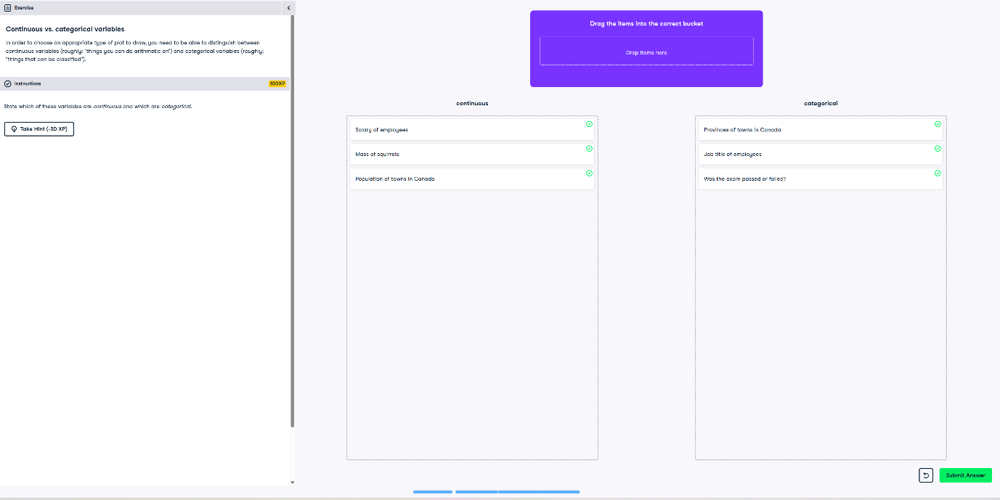 Exercise
Continuous vs. categorical variables
In order to choose an appropriate type of plot to draw, you need to be able to distinguish between
continuous variables (roughly: "things you can do arithmetic on") and categorical variables (roughly:
"things that can be classified").
Instructions
100XP
State which of these variables are continuous and which are categorical.
Take Hint (-30 XP)
Drag the items into the correct bucket
Drop items here
continuous
Salary of employees
Mass of squirrels
Population of towns in Canada
categorical
Provinces of towns in Canada
Job title of employees
Was the exam passed or failed?
Submit Answer